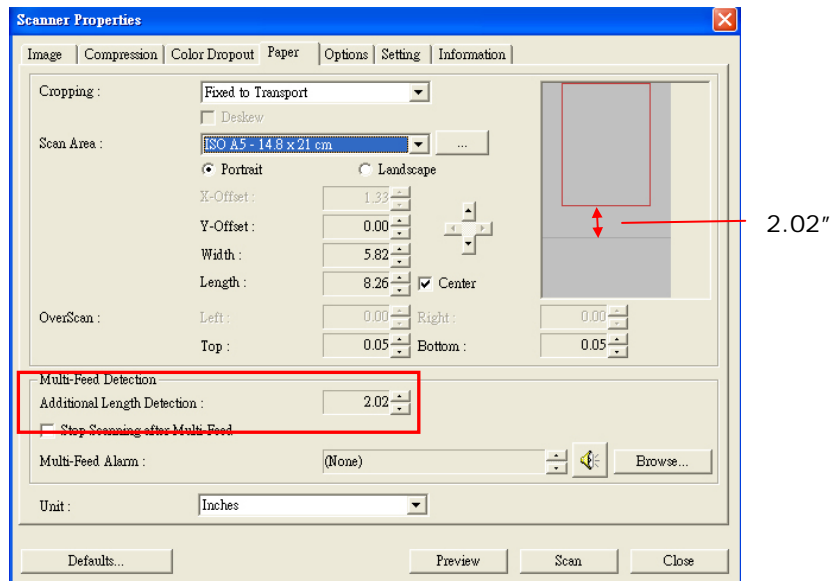 Scanner Properties
Image Compression Color Dropout Paper Options Setting Information
Cropping : Fixed to Transport
Deskew
Scan Area : ISO A5 - 14.8 x 21 cm ...
Portrait Landscape
X-Offset : 1.33
Y-Offset : 0.00
2.02"
Width : 5.82
Length : 8.26 Center
OverScan : Left : 0.00 Right : 0.00
Top : 0.05 Bottom : 0.05
Multi-Feed Detection
Additional Length Detection : 2.02
Stop Scanning after Multi-Feed
Multi-Feed Alarm : (None) Browse...
Unit : Inches
Defaults... Preview Scan Close